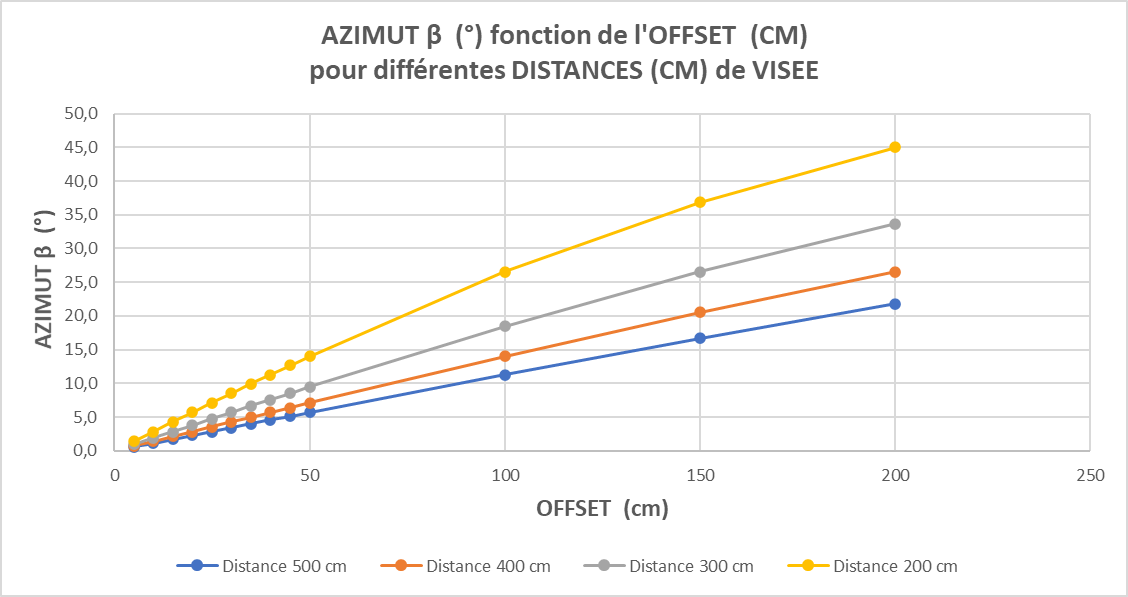 AZIMUT β (°) fonction de l'OFFSET (CM)
pour différentes DISTANCES (CM) de VISEE
50,0
45,0
40,0
35,0
30,0
25,0
20,0
15,0
10,0
5,0
0,0
AZIMUT β (°)
0 50 100 150 200 250
OFFSET (cm)
Distance 500 cm Distance 400 cm Distance 300 cm Distance 200 cm